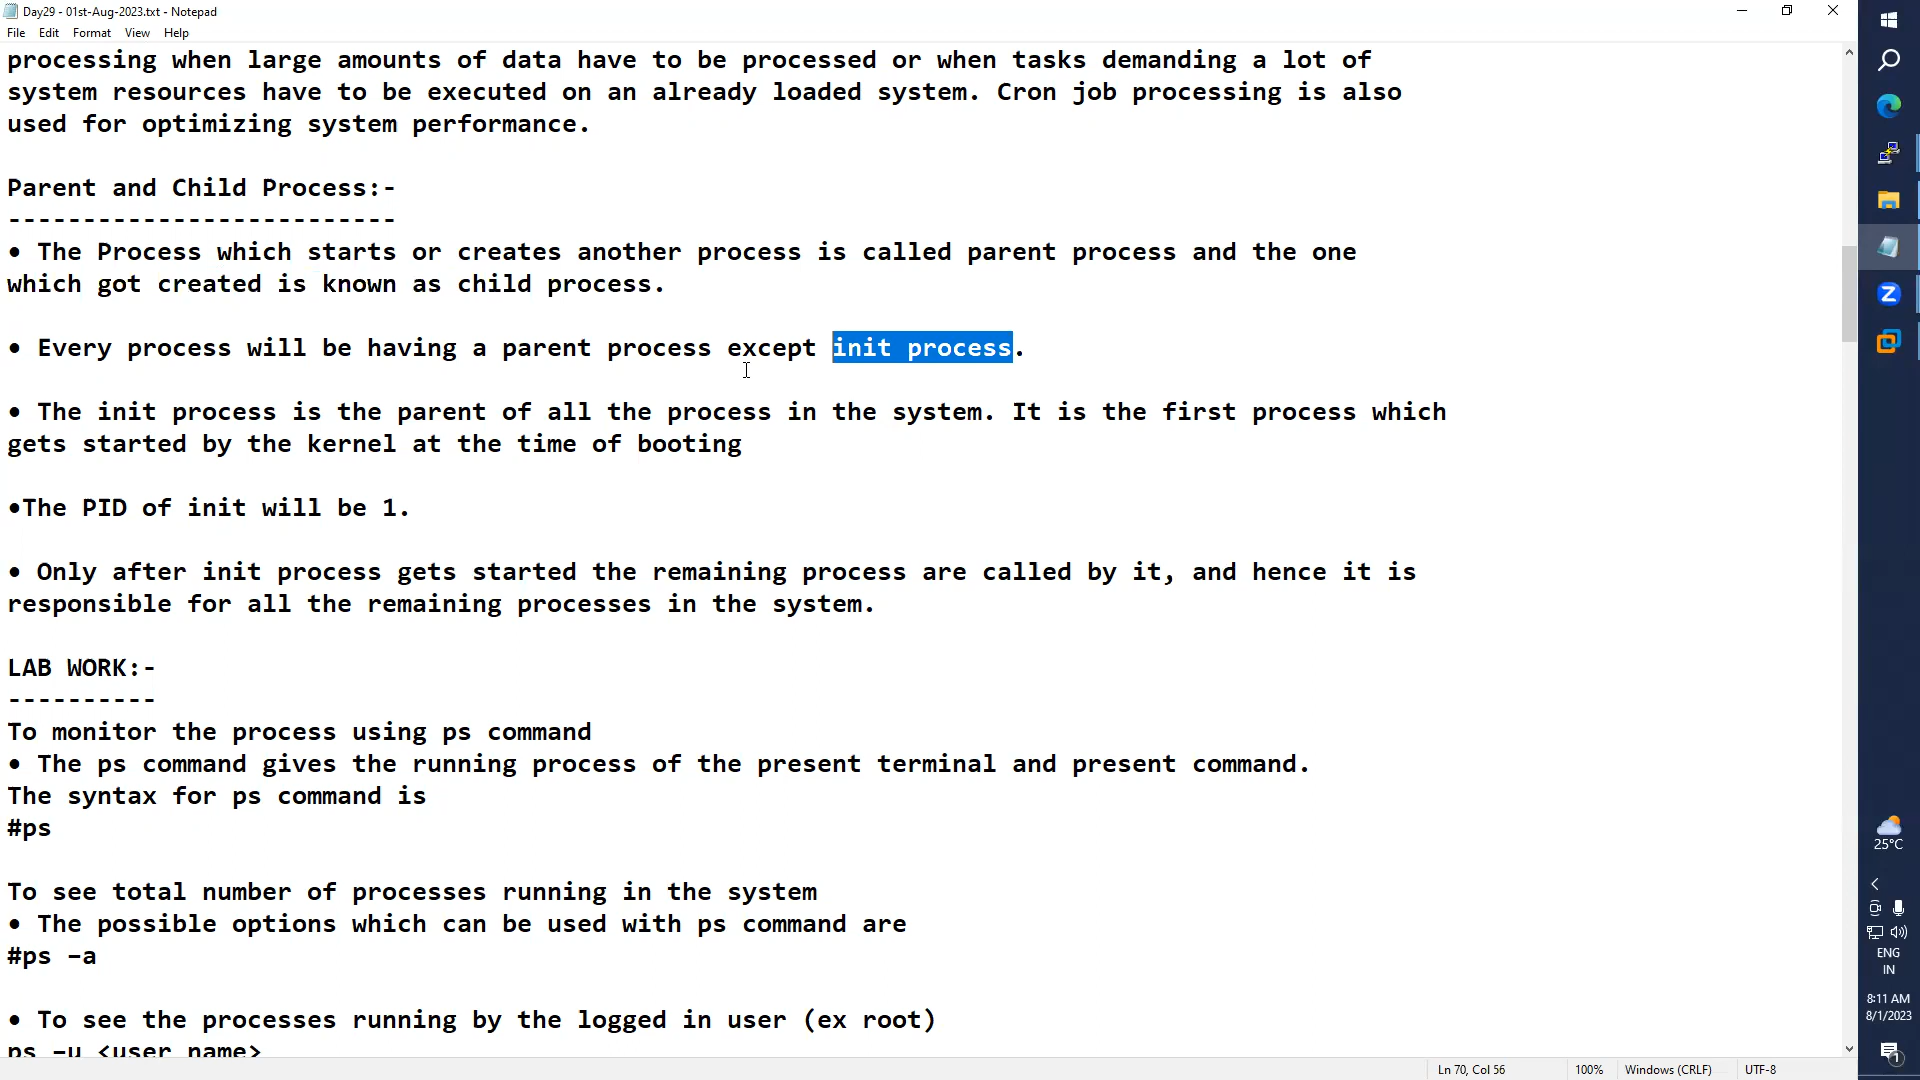 Day29 - 01st-Aug-2023.txt - Notepad
File Edit Format View Help
processing when large amounts of data have to be processed or when tasks demanding a lot of
system resources have to be executed on an already loaded system. Cron job processing is also
used for optimizing system performance.
Parent and Child Process:-
--------------------------
• The Process which starts or creates another process is called parent process and the one
which got created is known as child process.
• Every process will be having a parent process except init process.
• The init process is the parent of all the process in the system. It is the first process which
gets started by the kernel at the time of booting
•The PID of init will be 1.
• Only after init process gets started the remaining process are called by it, and hence it is
responsible for all the remaining processes in the system.
LAB WORK:-
----------
To monitor the process using ps command
• The ps command gives the running process of the present terminal and present command.
The syntax for ps command is
#ps
To see total number of processes running in the system
• The possible options which can be used with ps command are
#ps –a
• To see the processes running by the logged in user (ex root)
ps –u <user name>
Ln 70, Col 56 100% Windows (CRLF) UTF-8
25°C
ENG
IN
8:11 AM
8/1/2023
1